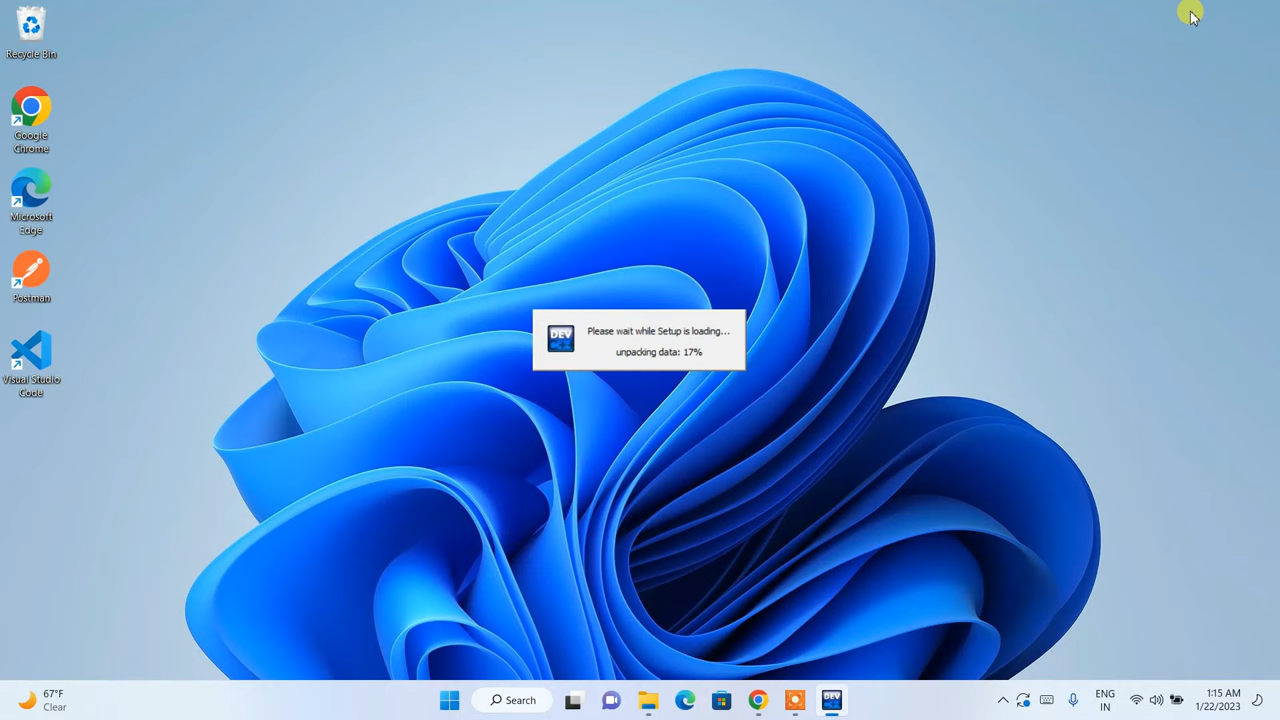 Recycle Bin
Google
Chrome
Microsoft
Edge
Postman
Visual Studio
Code
DEV
Please wait while Setup is loading...
unpacking data: 17%
67°F
Clear
Search
DEV
ENG
IN
1:15 AM
1/22/2023